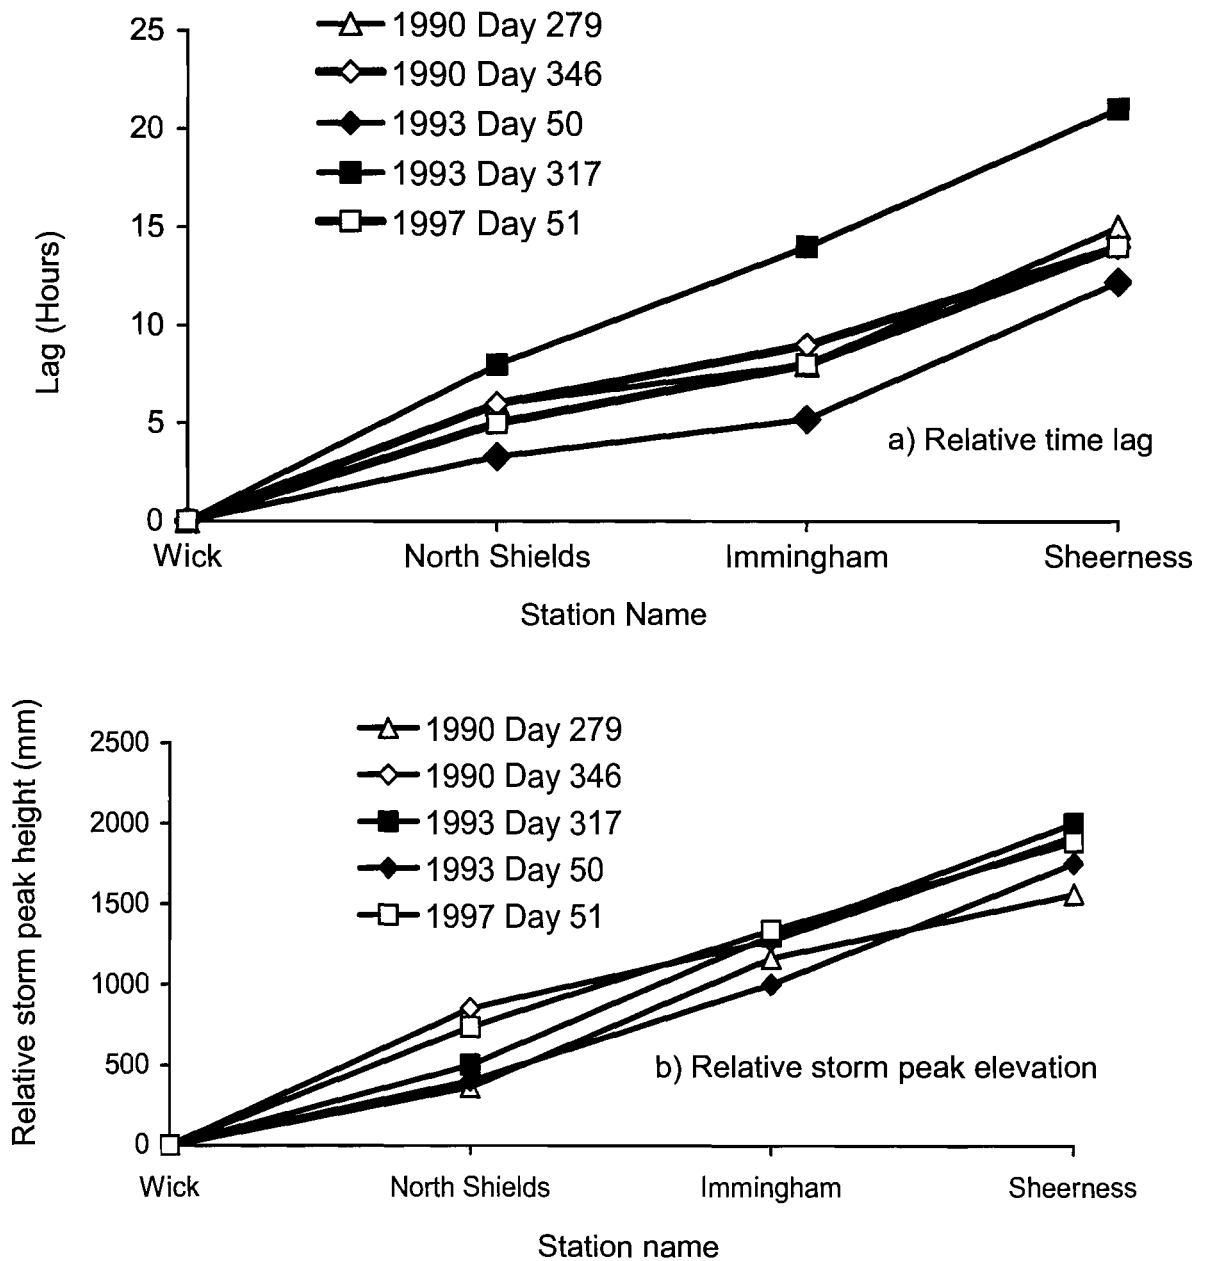 25
1990 Day 279
1990 Day 346
20
1993 Day 50
1993 Day 317
15
1997 Day 51
Lag (Hours)
10
5
a) Relative time lag
0
Wick North Shields Immingham Sheerness
Station Name
Relative storm peak height (mm)
2500
1990 Day 279
1990 Day 346
2000
1993 Day 317
1993 Day 50
1500
1997 Day 51
1000
500
b) Relative storm peak elevation
0
Wick North Shields Immingham Sheerness
Station name